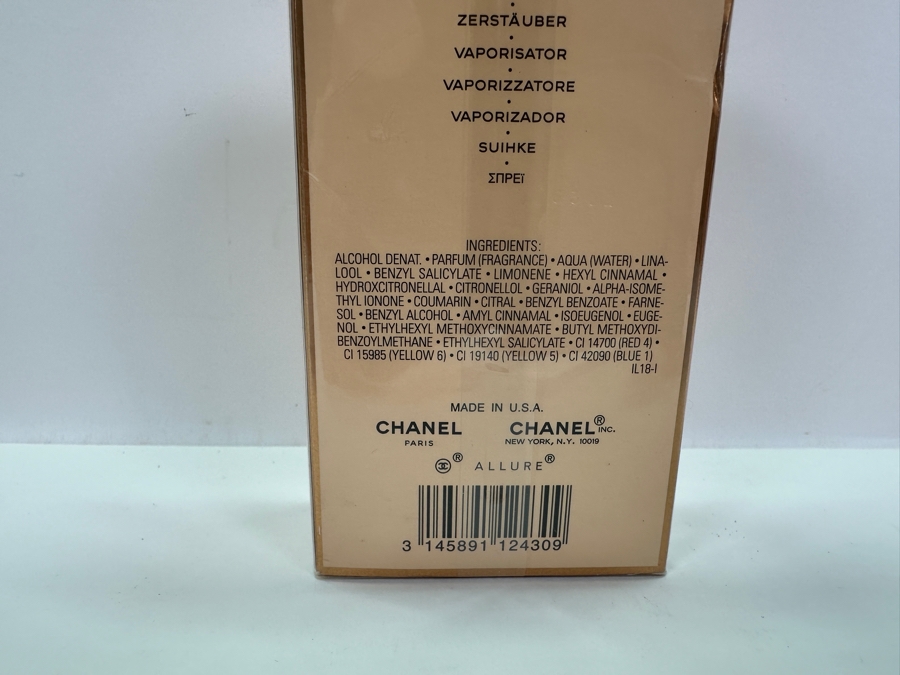 ZERSTÄUBER
•
VAPORISATOR
•
VAPORIZZATORE
•
VAPORIZADOR
•
SUIHKE
•
ΣΠΡΕΪ
INGREDIENTS:
ALCOHOL DENAT. • PARFUM (FRAGRANCE) • AQUA (WATER) • LINA-
LOOL • BENZYL SALICYLATE • LIMONENE • HEXYL CINNAMAL •
HYDROXCITRONELLAL • CITRONELLOL • GERANIOL • ALPHA-ISOME-
THYL IONONE • COUMARIN • CITRAL • BENZYL BENZOATE • FARNE-
SOL • BENZYL ALCOHOL • AMYL CINNAMAL • ISOEUGENOL • EUGE-
NOL • ETHYLHEXYL METHOXYCINNAMATE • BUTYL METHOXYDI-
BENZOYLMETHANE • ETHYLHEXYL SALICYLATE • CI 14700 (RED 4) •
CI 15985 (YELLOW 6) • CI 19140 (YELLOW 5) • CI 42090 (BLUE 1)
IL18-I
MADE IN U.S.A.
CHANEL CHANEL® INC.
PARIS NEW YORK, N.Y. 10019
® ALLURE®
3 145891 124309